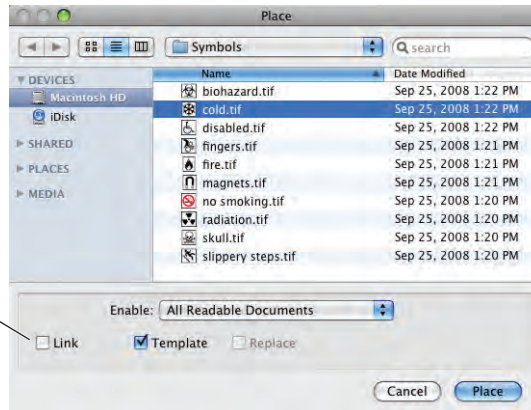 Place
Symbols
search
DEVICES
Macintosh HD
iDisk
SHARED
PLACES
MEDIA
Name Date Modified
biohazard.tif Sep 25, 2008 1:22 PM
cold.tif Sep 25, 2008 1:22 PM
disabled.tif Sep 25, 2008 1:22 PM
fingers.tif Sep 25, 2008 1:21 PM
fire.tif Sep 25, 2008 1:21 PM
magnets.tif Sep 25, 2008 1:21 PM
no smoking.tif Sep 25, 2008 1:20 PM
radiation.tif Sep 25, 2008 1:20 PM
skull.tif Sep 25, 2008 1:20 PM
slippery steps.tif Sep 25, 2008 1:20 PM
Enable: All Readable Documents
Link Template Replace
Cancel Place